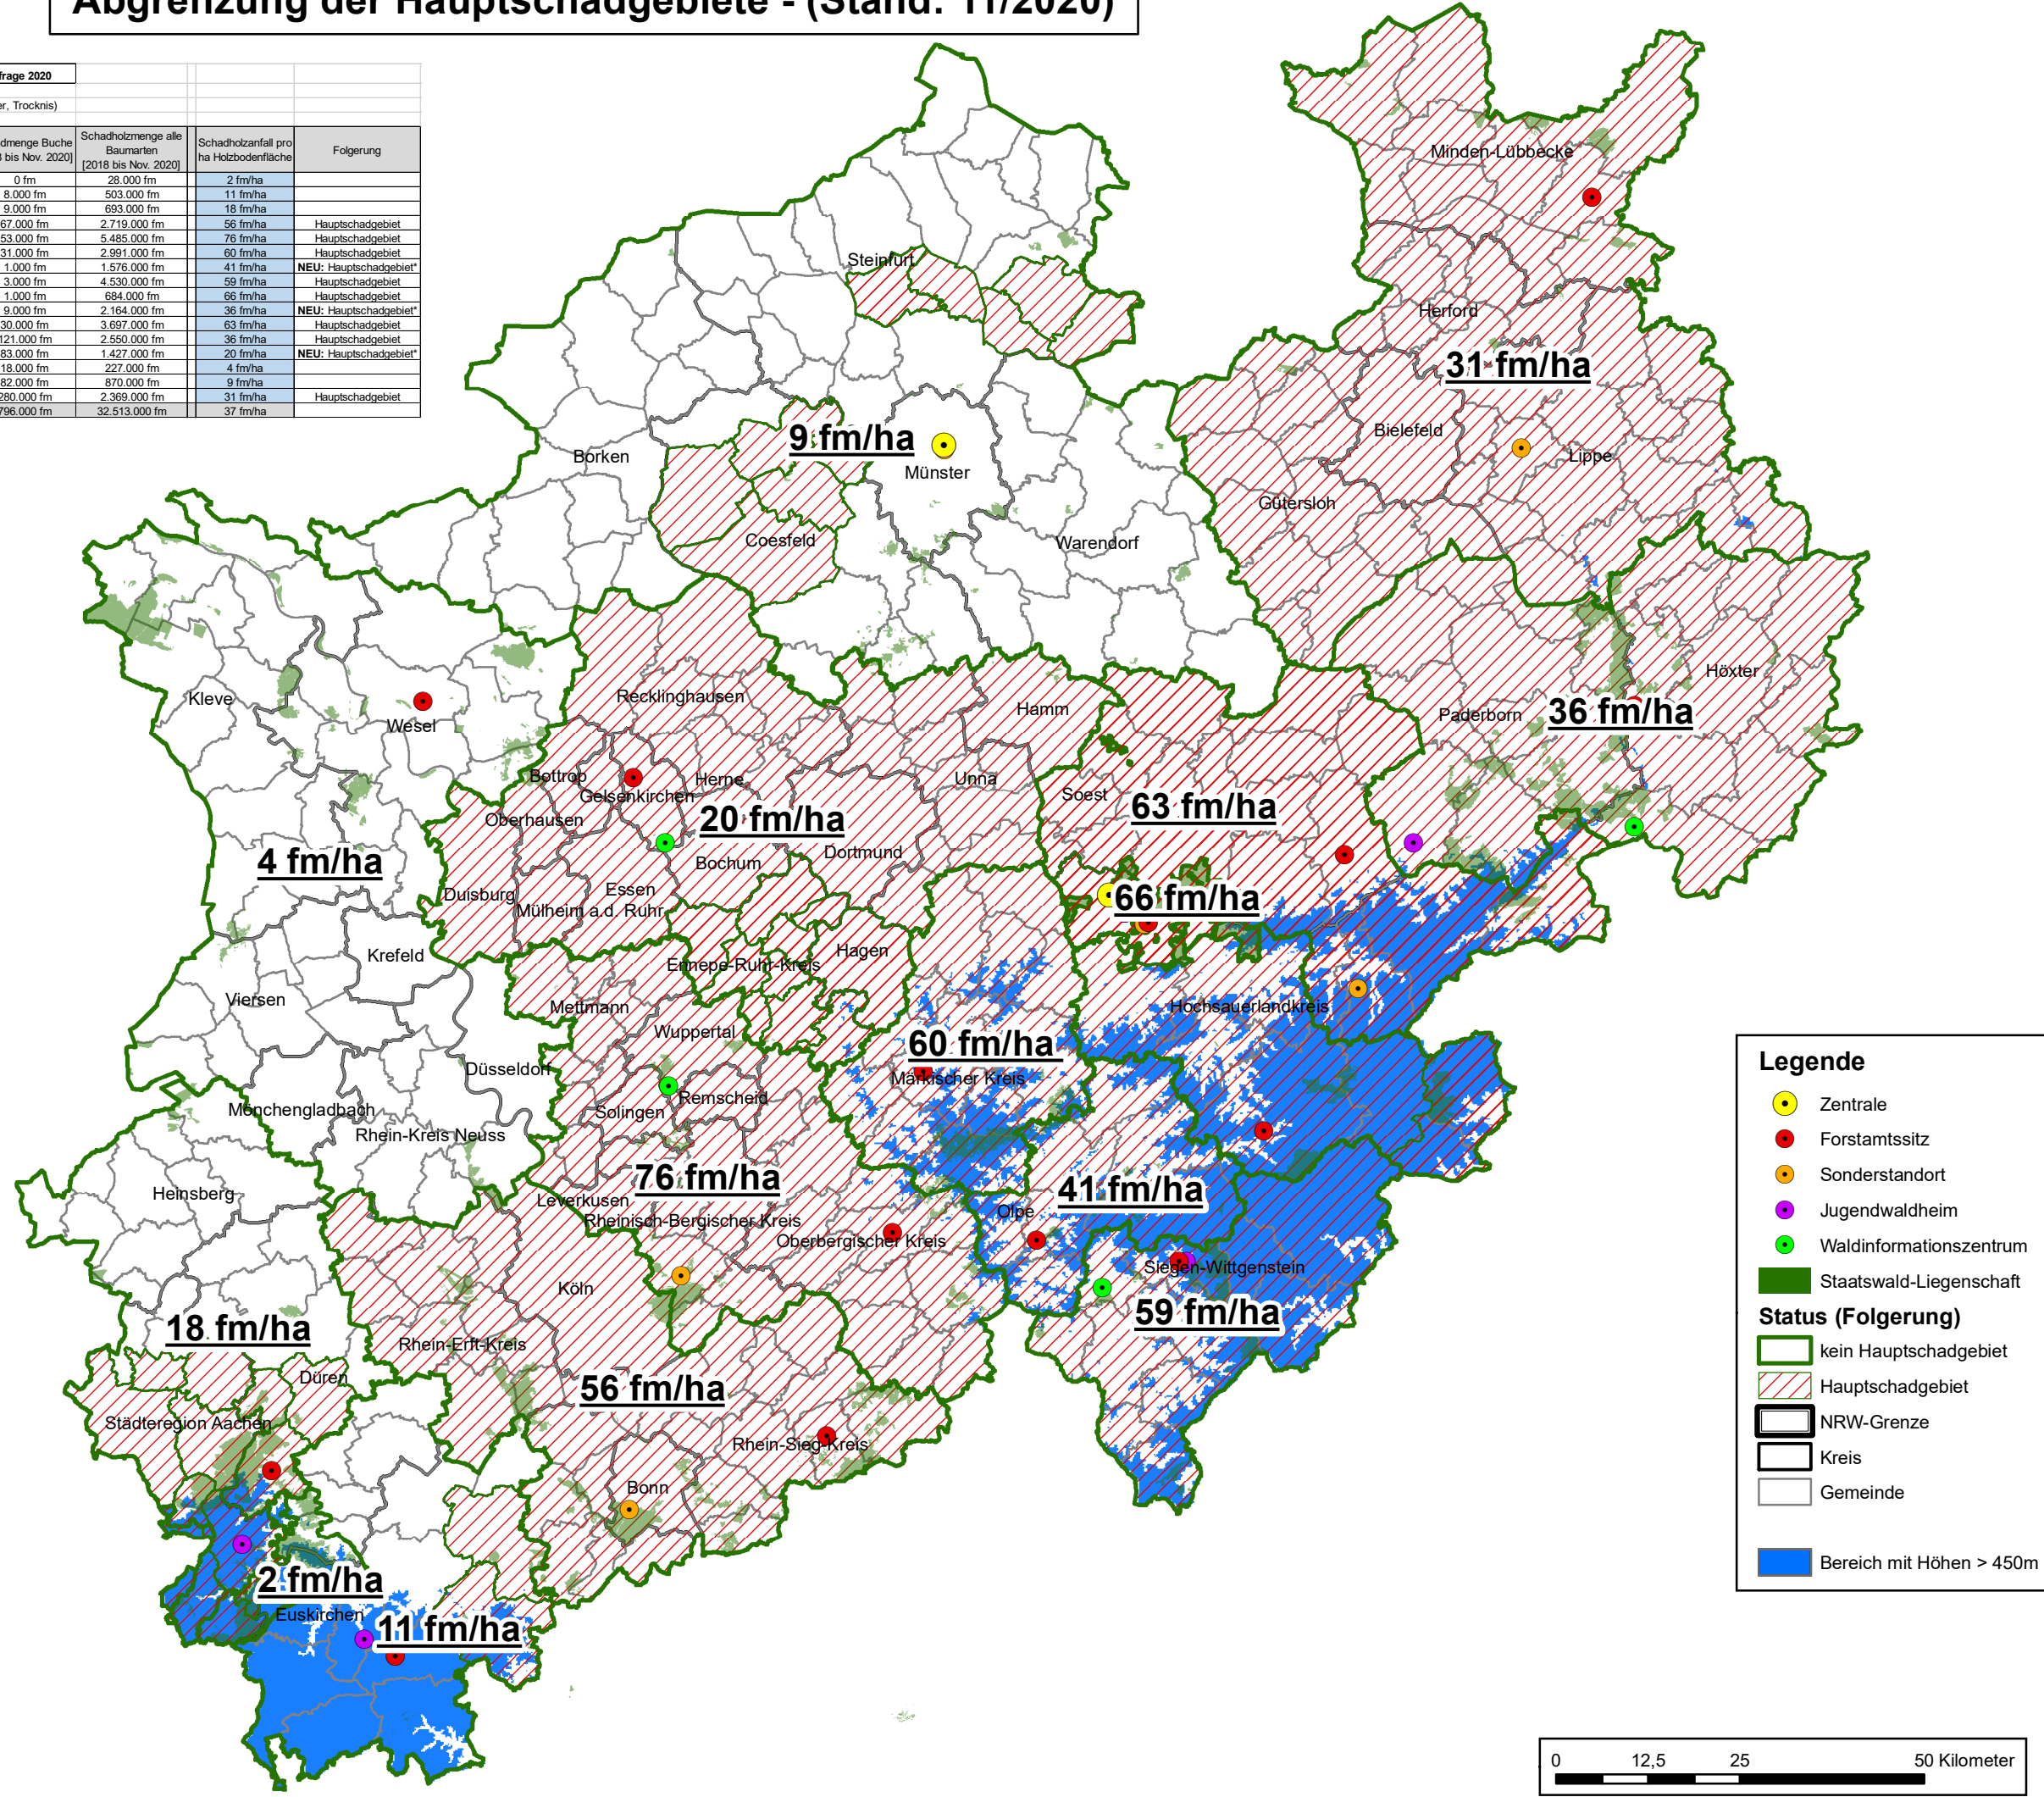 Abgrenzung der Hauptschadgebiete - (Stand: 11/2020)
frage 2020
er, Trocknis)
dmenge Buche
bis Nov. 2020]
Schadholzmenge alle
Baumarten
[2018 bis Nov. 2020]
Schadholzanfall pro
ha Holzbodenfläche
Folgerung
0 fm 28.000 fm 2 fm/ha
8.000 fm 503.000 fm 11 fm/ha
9.000 fm 693.000 fm 18 fm/ha
67.000 fm 2.719.000 fm 56 fm/ha Hauptschadgebiet
53.000 fm 5.485.000 fm 76 fm/ha Hauptschadgebiet
31.000 fm 2.991.000 fm 60 fm/ha Hauptschadgebiet
1.000 fm 1.576.000 fm 41 fm/ha NEU: Hauptschadgebiet*
3.000 fm 4.530.000 fm 59 fm/ha Hauptschadgebiet
1.000 fm 684.000 fm 66 fm/ha Hauptschadgebiet
9.000 fm 2.164.000 fm 36 fm/ha NEU: Hauptschadgebiet*
30.000 fm 3.697.000 fm 63 fm/ha Hauptschadgebiet
121.000 fm 2.550.000 fm 36 fm/ha Hauptschadgebiet
83.000 fm 1.427.000 fm 20 fm/ha NEU: Hauptschadgebiet*
18.000 fm 227.000 fm 4 fm/ha
82.000 fm 870.000 fm 9 fm/ha
280.000 fm 2.369.000 fm 31 fm/ha Hauptschadgebiet
796.000 fm 32.513.000 fm 37 fm/ha
Minden-Lübbecke
Steinfurt
Herford
31 fm/ha
Bielefeld
9 fm/ha
Borken
Münster
Lippe
Gütersloh
Coesfeld
Warendorf
Höxter
Kleve
Recklinghausen
Hamm
Paderborn
36 fm/ha
Wesel
Bottrop
Herne
Unna
Gelsenkirchen
Soest
63 fm/ha
Oberhausen
20 fm/ha
4 fm/ha
Bochum
Dortmund
Duisburg
Essen
66 fm/ha
Mülheim a.d. Ruhr
Krefeld
Hagen
Ennepe-Ruhr-Kreis
Viersen
Mettmann
Hochsauerlandkreis
Wuppertal
60 fm/ha
Düsseldorf
Märkischer Kreis
Remscheid
Mönchengladbach
Solingen
Rhein-Kreis Neuss
76 fm/ha
41 fm/ha
Heinsberg
Leverkusen
Olpe
Rheinisch-Bergischer Kreis
Oberbergischer Kreis
Siegen-Wittgenstein
Köln
59 fm/ha
18 fm/ha
Rhein-Erft-Kreis
Düren
56 fm/ha
Städteregion Aachen
Rhein-Sieg-Kreis
Bonn
2 fm/ha
Euskirchen
11 fm/ha
Legende
Zentrale
Forstamtssitz
Sonderstandort
Jugendwaldheim
Waldinformationszentrum
Staatswald-Liegenschaft
Status (Folgerung)
kein Hauptschadgebiet
Hauptschadgebiet
NRW-Grenze
Kreis
Gemeinde
Bereich mit Höhen > 450m
0 12,5 25 50 Kilometer